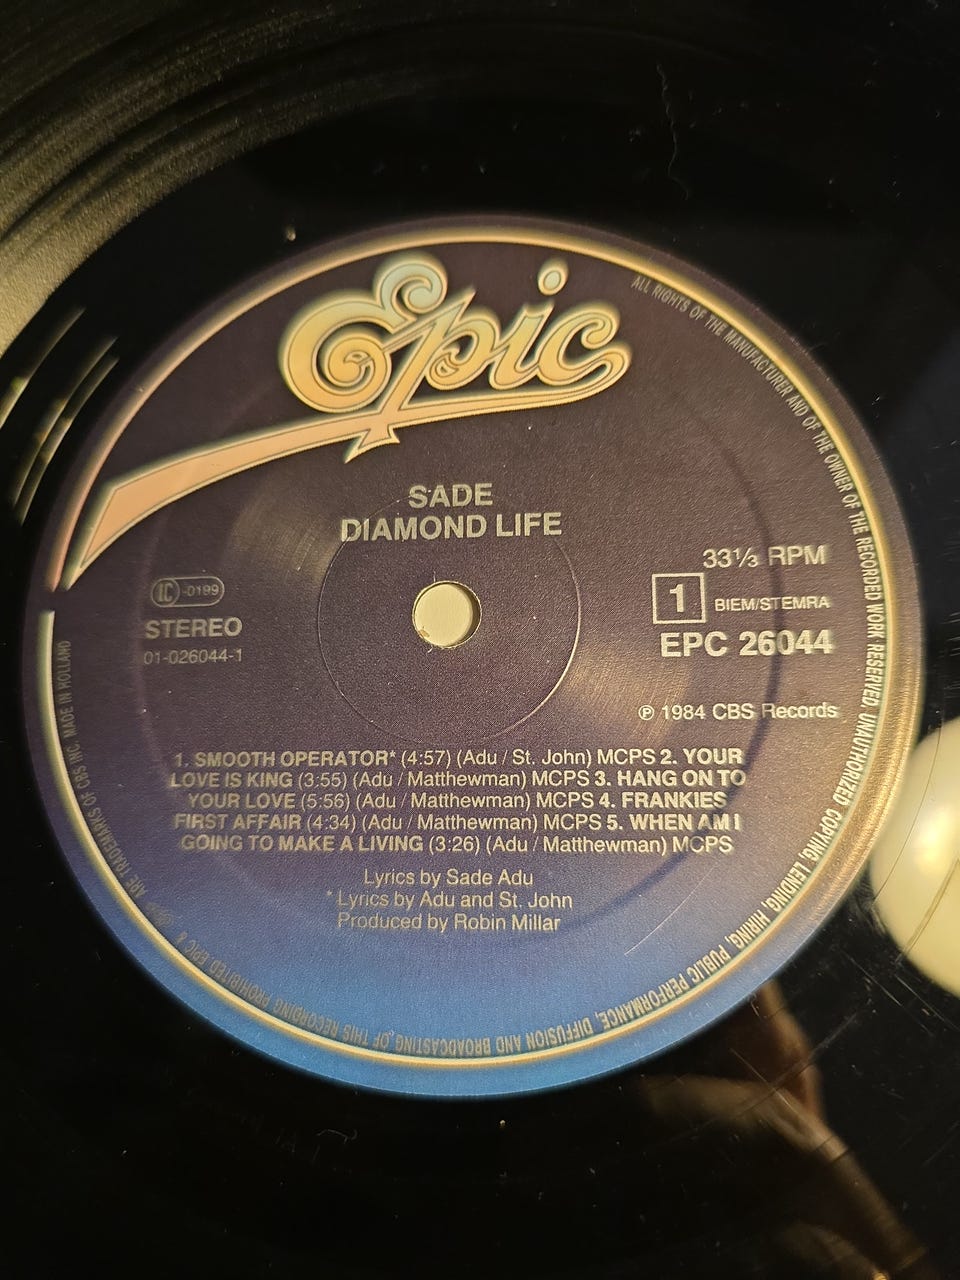 Epic
SADE
DIAMOND LIFE
33⅓ RPM
IC -0199
1
BIEM/STEMRA
STEREO
EPC 26044
01-026044-1
℗ 1984 CBS Records
1. SMOOTH OPERATOR* (4:57) (Adu / St. John) MCPS 2. YOUR
LOVE IS KING (3:55) (Adu / Matthewman) MCPS 3. HANG ON TO
YOUR LOVE (5:56) (Adu / Matthewman) MCPS 4. FRANKIES
FIRST AFFAIR (4:34) (Adu / Matthewman) MCPS 5. WHEN AM I
GOING TO MAKE A LIVING (3:26) (Adu / Matthewman) MCPS
Lyrics by Sade Adu
* Lyrics by Adu and St. John
Produced by Robin Millar
ALL RIGHTS OF THE MANUFACTURER AND OF THE OWNER OF THE RECORDED WORK RESERVED. UNAUTHORIZED COPYING, LENDING, HIRING, PUBLIC PERFORMANCE, DIFFUSION AND BROADCASTING OF THIS RECORDING PROHIBITED EPIC & ARE TRADEMARKS OF CBS INC. MADE IN HOLLAND